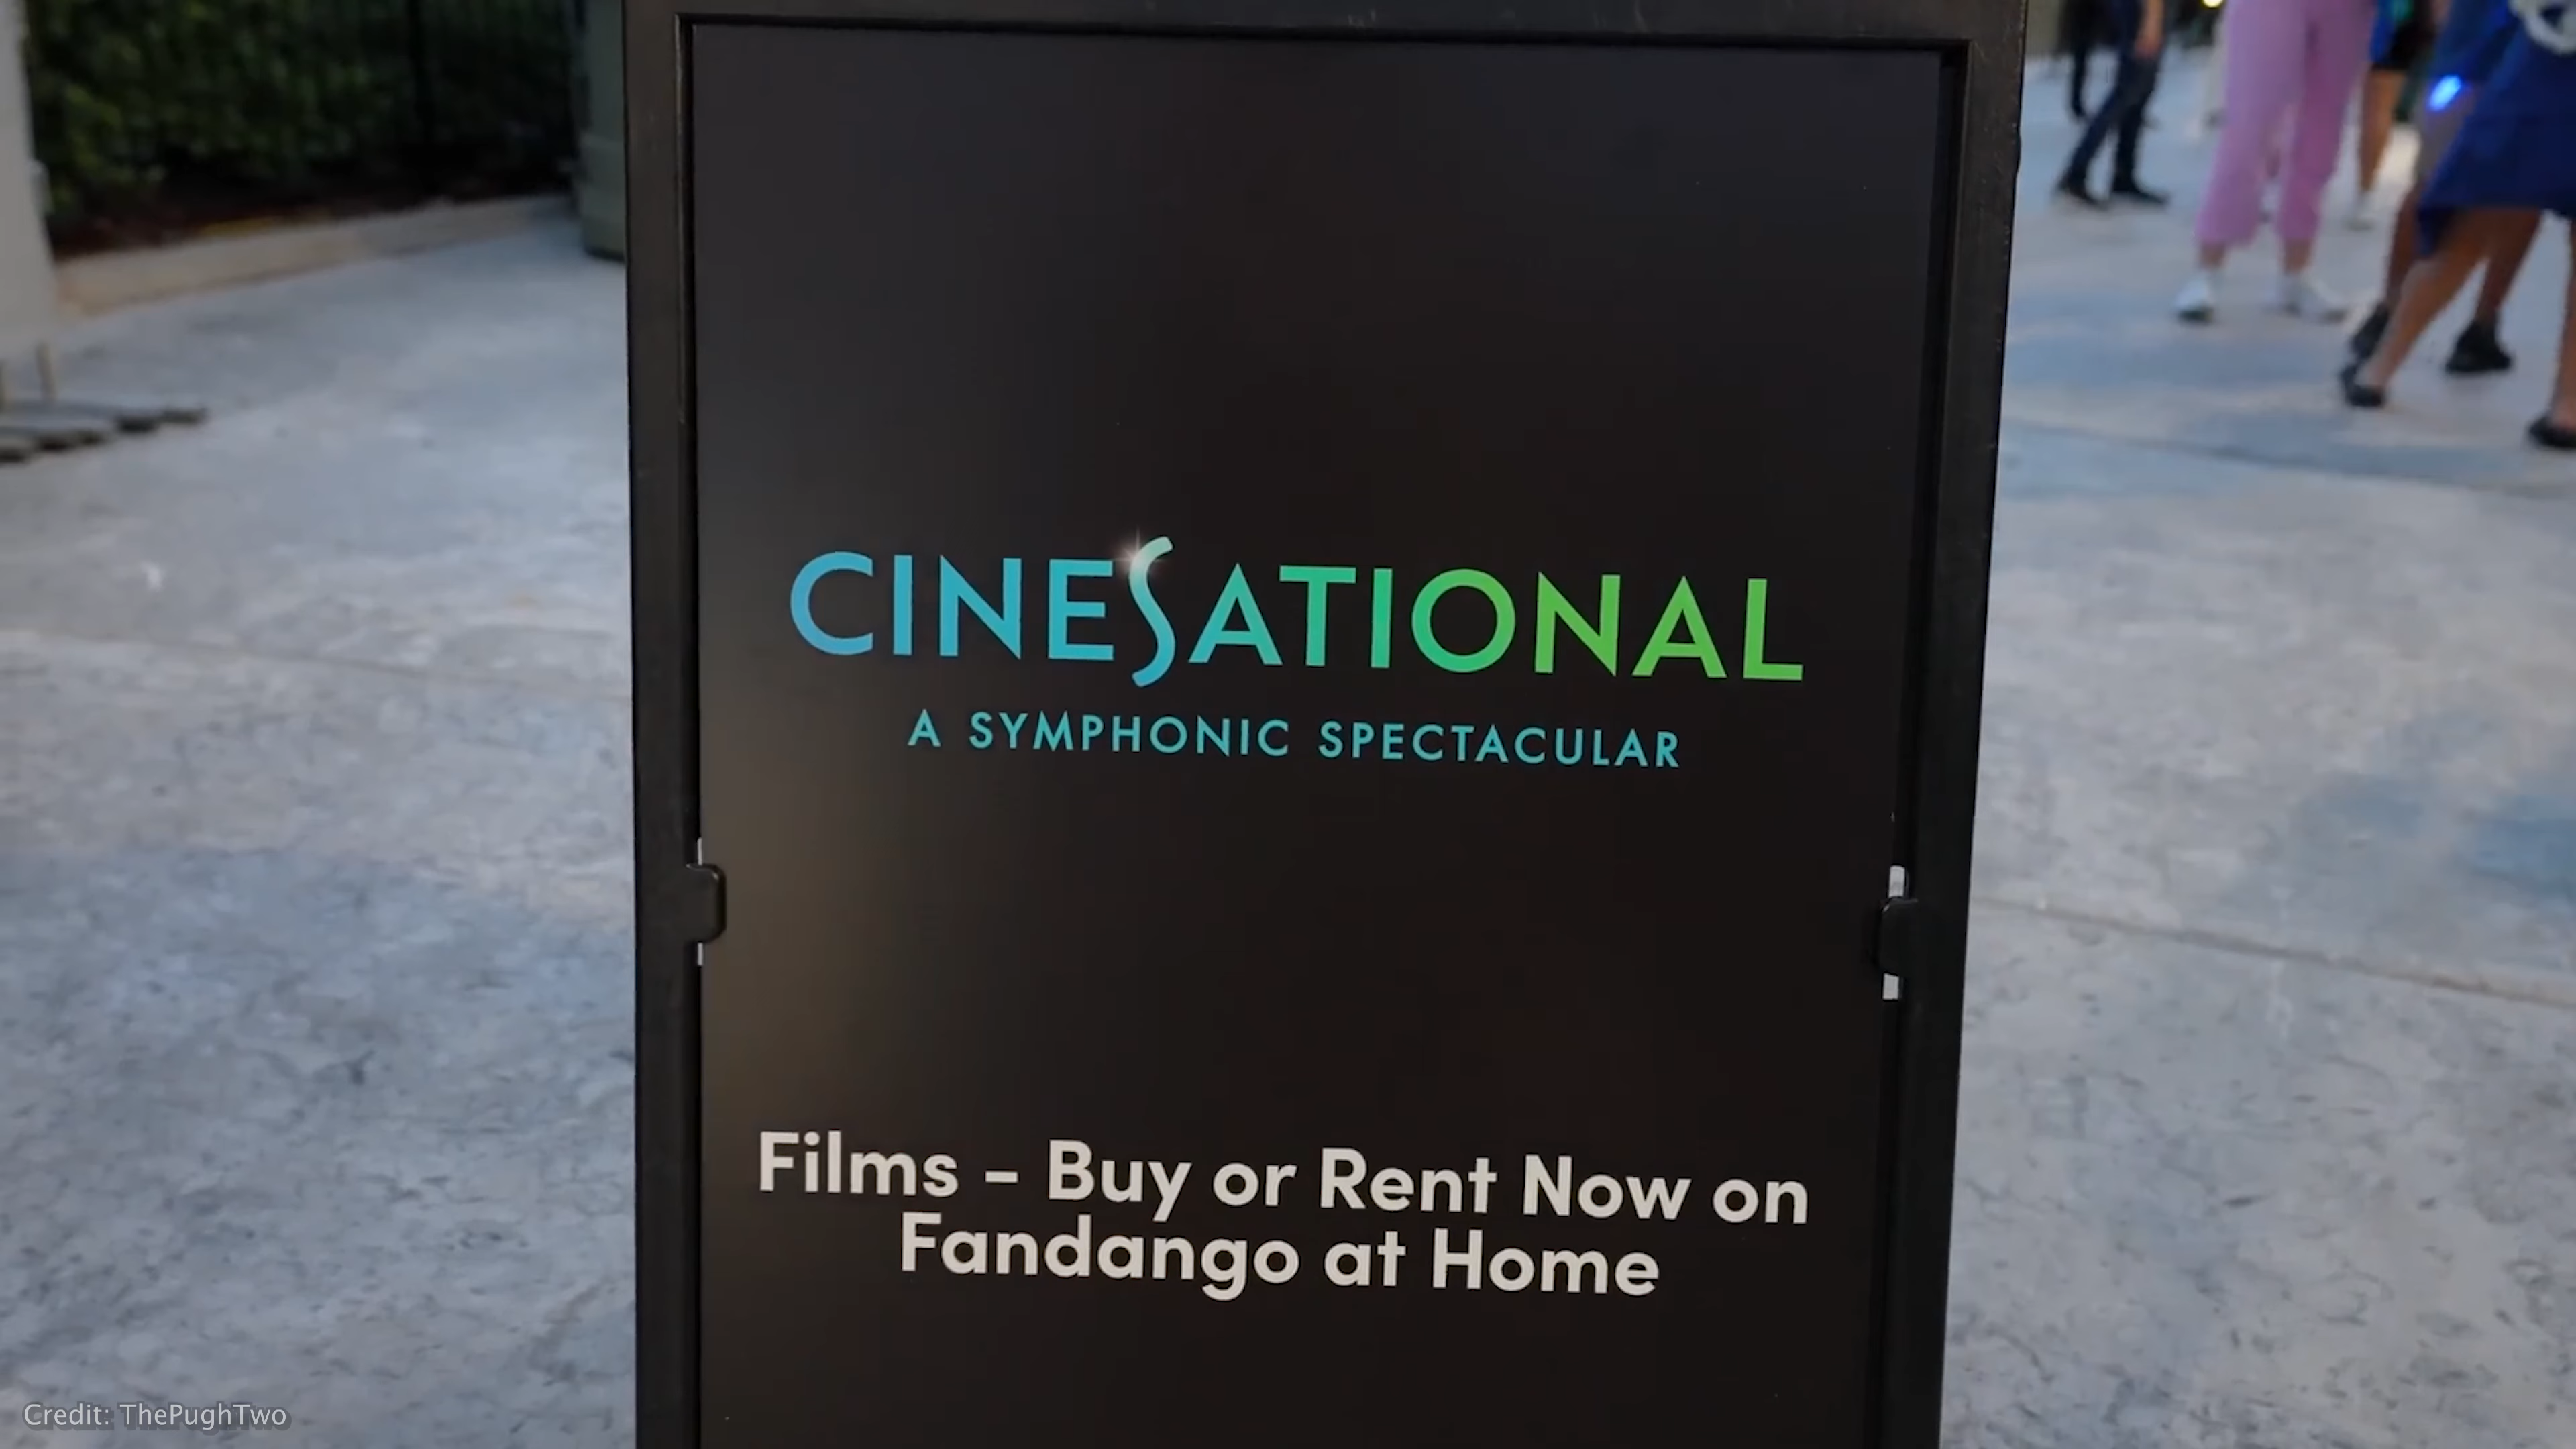 CINESATIONAL
A SYMPHONIC SPECTACULAR
Films - Buy or Rent Now on
Fandango at Home
Credit: ThePughTwo